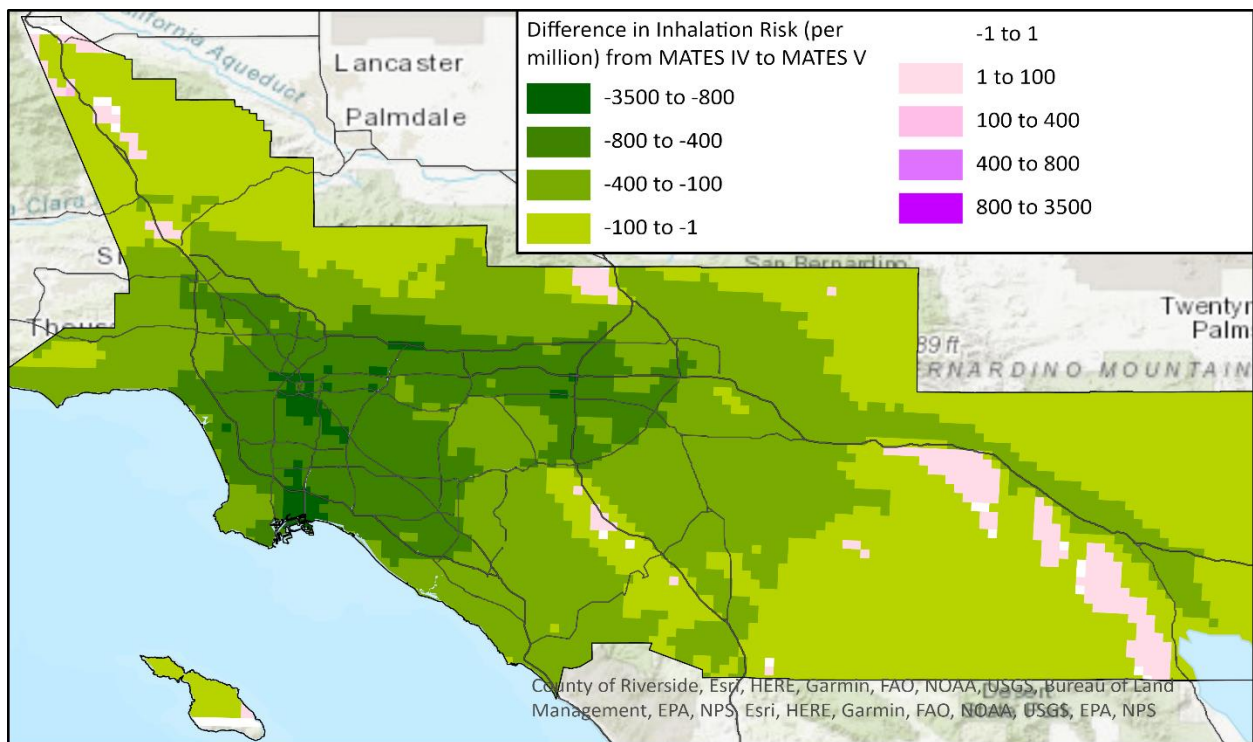 California Aqueduct
Lancaster
Palmdale
Clara
San Bernardino
Twentyn
Palm
89 ft
ERNARDINO MOUNTAIN
Difference in Inhalation Risk (per
million) from MATES IV to MATES V
-3500 to -800
-800 to -400
-400 to -100
-100 to -1
-1 to 1
1 to 100
100 to 400
400 to 800
800 to 3500
County of Riverside, Esri, HERE, Garmin, FAO, NOAA, USGS, Bureau of Land
Management, EPA, NPS, Esri, HERE, Garmin, FAO, NOAA, USGS, EPA, NPS